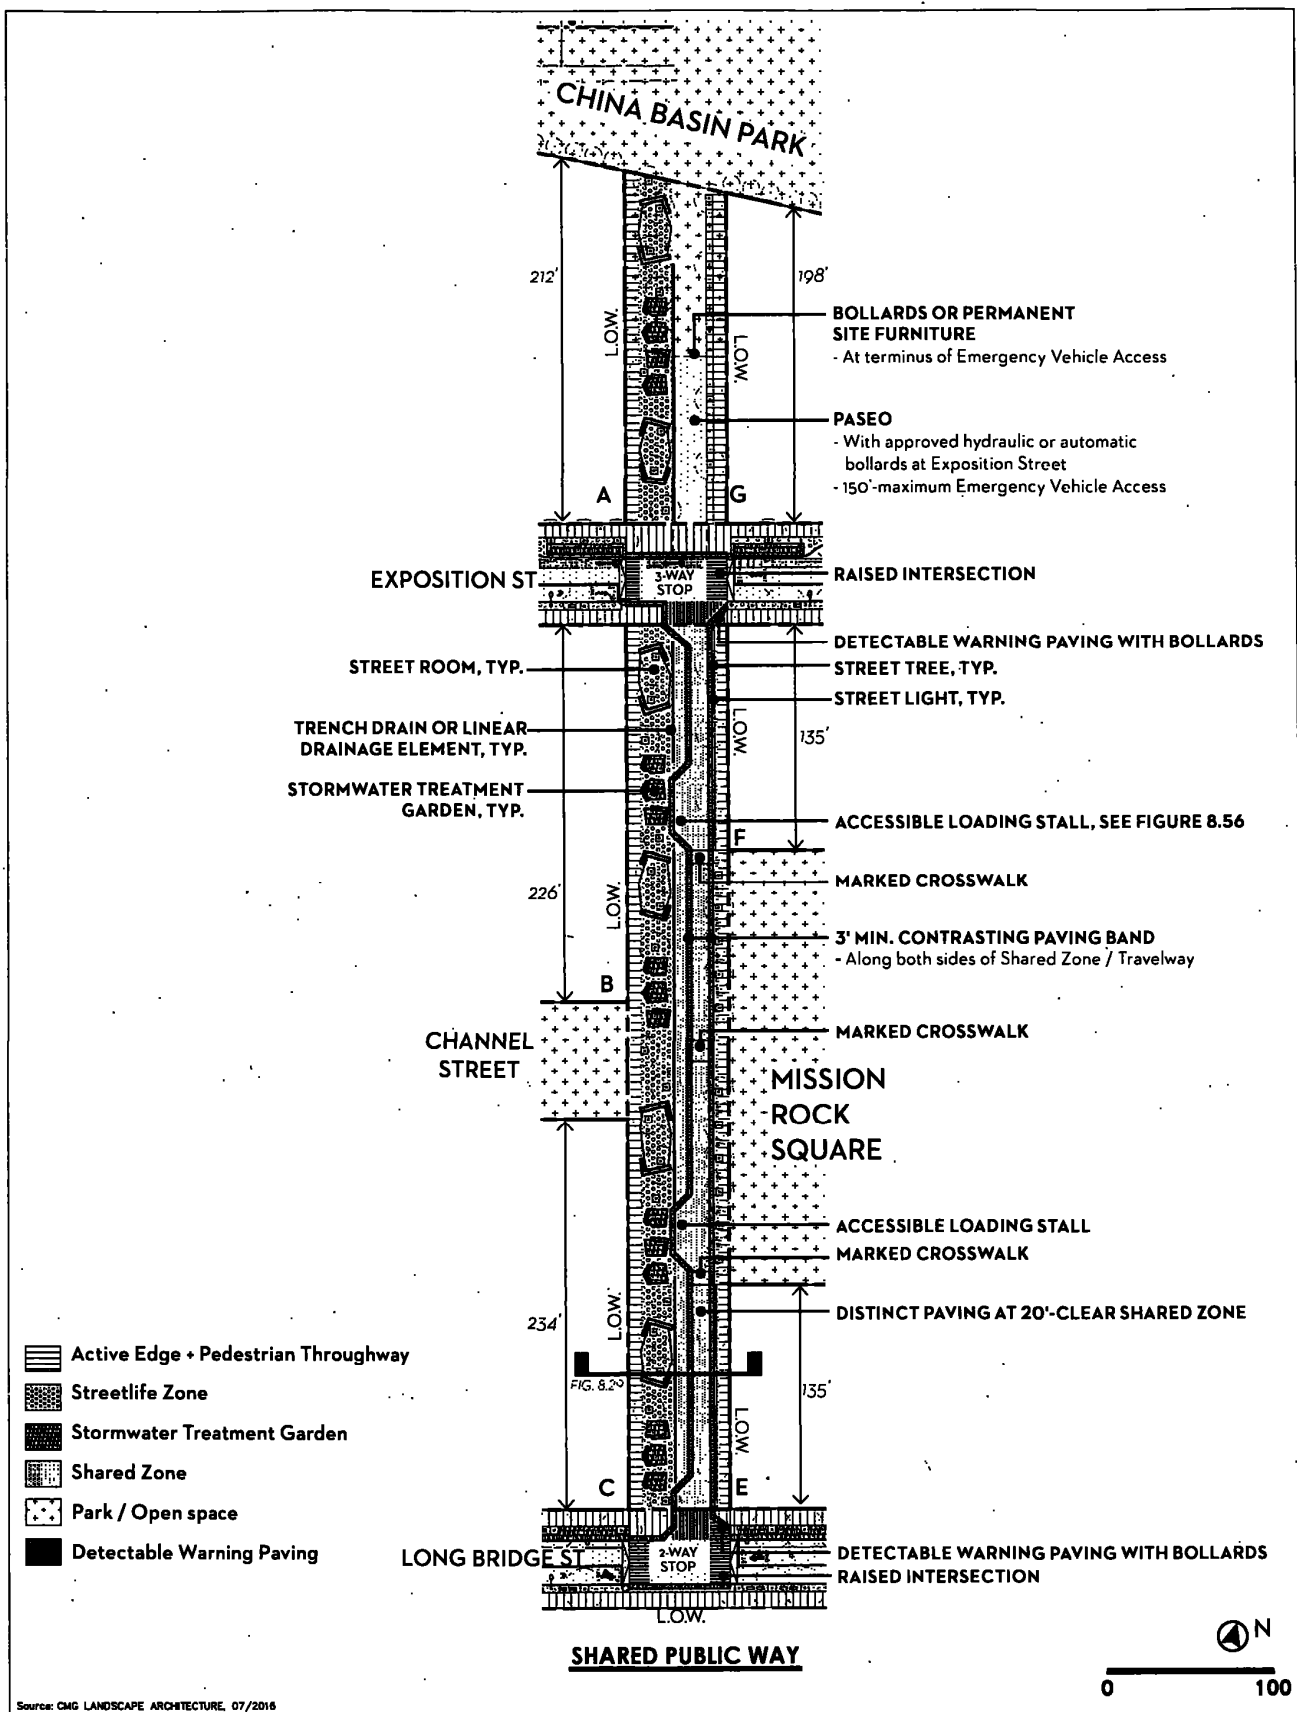 CHINA BASIN PARK
212'
198'
L.O.W.
L.O.W.
BOLLARDS OR PERMANENT
SITE FURNITURE
- At terminus of Emergency Vehicle Access
PASEO
- With approved hydraulic or automatic
bollards at Exposition Street
- 150'-maximum Emergency Vehicle Access
A
G
EXPOSITION ST
3-WAY
STOP
RAISED INTERSECTION
DETECTABLE WARNING PAVING WITH BOLLARDS
STREET ROOM, TYP.
STREET TREE, TYP.
STREET LIGHT, TYP.
TRENCH DRAIN OR LINEAR
DRAINAGE ELEMENT, TYP.
L.O.W.
135'
STORMWATER TREATMENT
GARDEN, TYP.
ACCESSIBLE LOADING STALL, SEE FIGURE 8.56
F
MARKED CROSSWALK
226'
L.O.W.
3' MIN. CONTRASTING PAVING BAND
- Along both sides of Shared Zone / Travelway
B
CHANNEL
STREET
MARKED CROSSWALK
MISSION
ROCK
SQUARE
ACCESSIBLE LOADING STALL
MARKED CROSSWALK
234'
L.O.W.
DISTINCT PAVING AT 20'-CLEAR SHARED ZONE
FIG. 8.29
135'
L.O.W.
C
E
Active Edge + Pedestrian Throughway
Streetlife Zone
Stormwater Treatment Garden
Shared Zone
Park / Open space
Detectable Warning Paving
LONG BRIDGE ST
2-WAY
STOP
DETECTABLE WARNING PAVING WITH BOLLARDS
RAISED INTERSECTION
L.O.W.
SHARED PUBLIC WAY
N
0
100
Source: CMG LANDSCAPE ARCHITECTURE, 07/2016